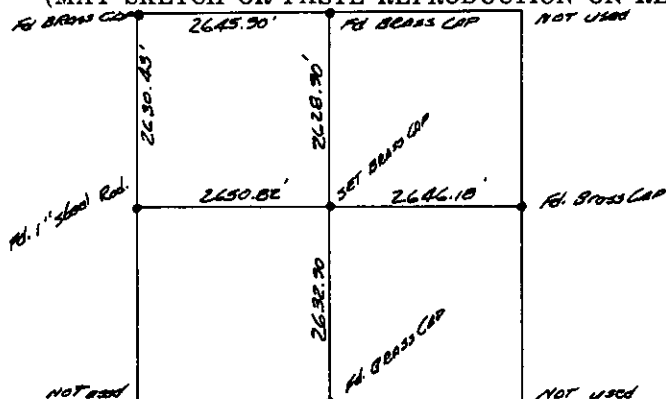 (MAY SKETCH OR PASTE REPRODUCTION ON RE
Fd BRASS CAP
2645.90'
Fd BRASS CAP
NOT used
2630.43'
2628.90'
SET BRASS CAP
Fd. 1" Steel Rod.
2650.82'
2646.18'
Fd. Brass CAP
2632.90
Fd. BRASS CAP
NOT used
NOT used